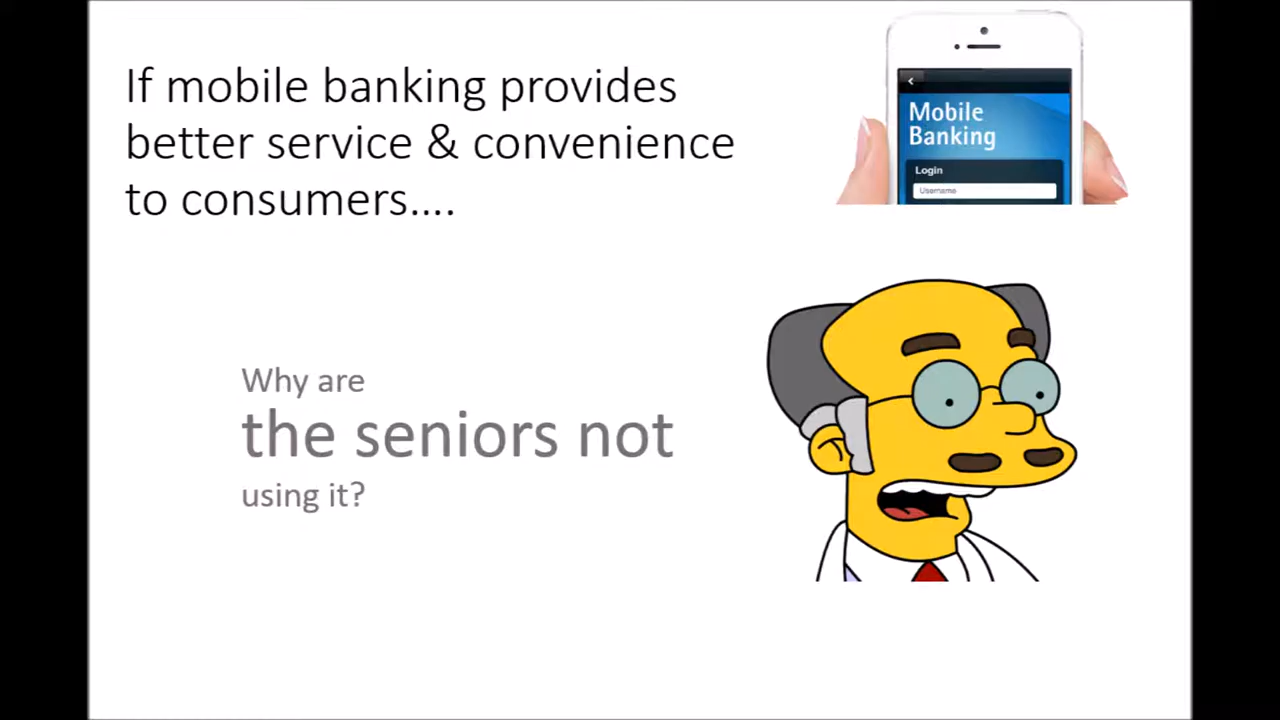 If mobile banking provides
better service & convenience
to consumers....
Mobile
Banking
Login
Username
Why are
the seniors not
using it?